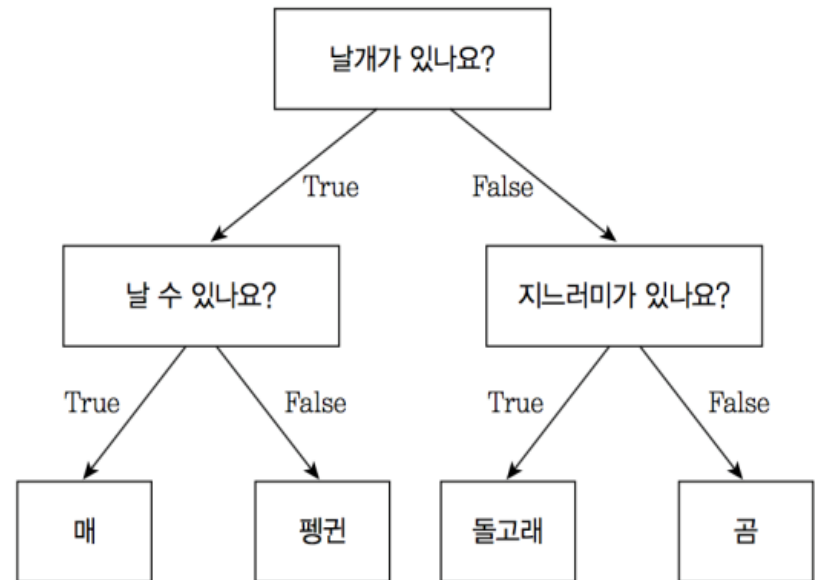 날개가 있나요?
True
False
날 수 있나요?
지느러미가 있나요?
True
False
True
False
매
펭귄
돌고래
곰